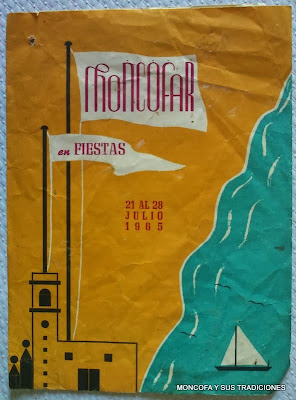 MONCOFAR
en FIESTAS
21 AL 28
JULIO
1965
MONCOFA Y SUS TRADICIONES